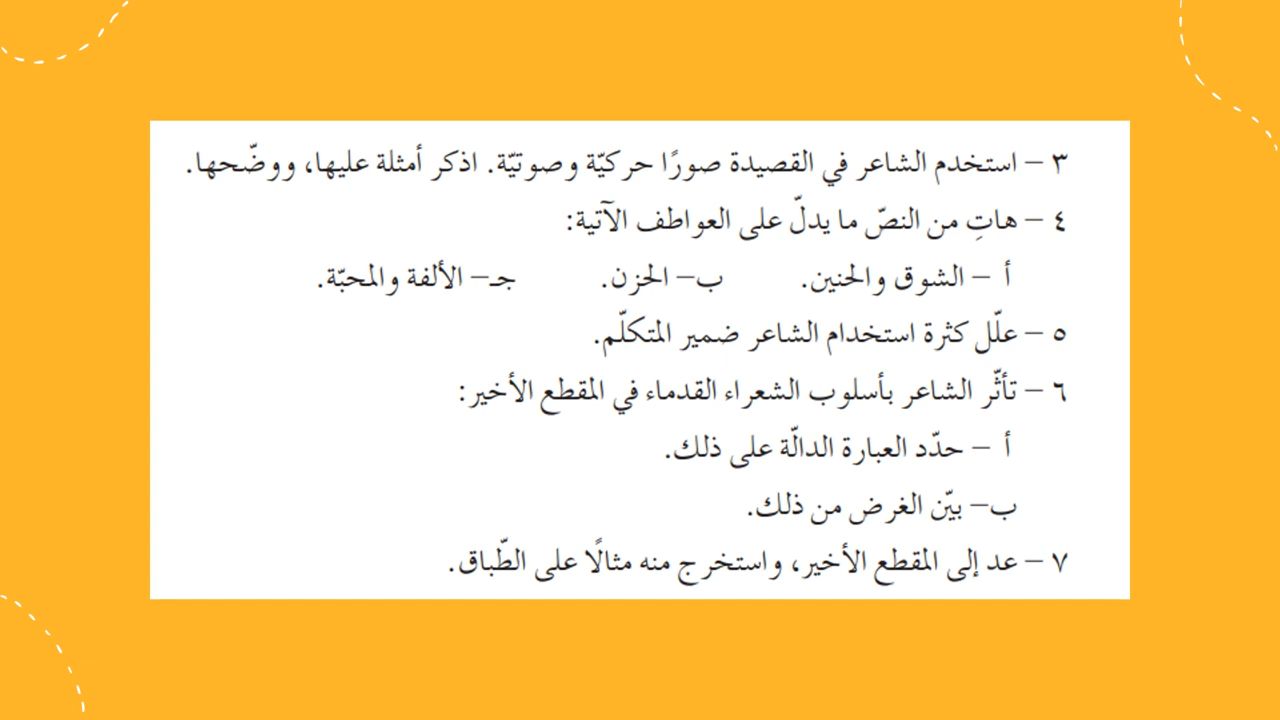 ٣ – استخدم الشاعر في القصيدة صورًا حركيّة وصوتيّة. اذكر أمثلة عليها، ووضّحها.
٤ – هاتِ من النصّ ما يدلّ على العواطف الآتية:
أ – الشوق والحنين. ب– الحزن. جـ– الألفة والمحبّة.
٥ – علّل كثرة استخدام الشاعر ضمير المتكلّم.
٦ – تأثّر الشاعر بأسلوب الشعراء القدماء في المقطع الأخير:
أ – حدّد العبارة الدالّة على ذلك.
ب– بيّن الغرض من ذلك.
٧ – عد إلى المقطع الأخير، واستخرج منه مثالًا على الطّباق.